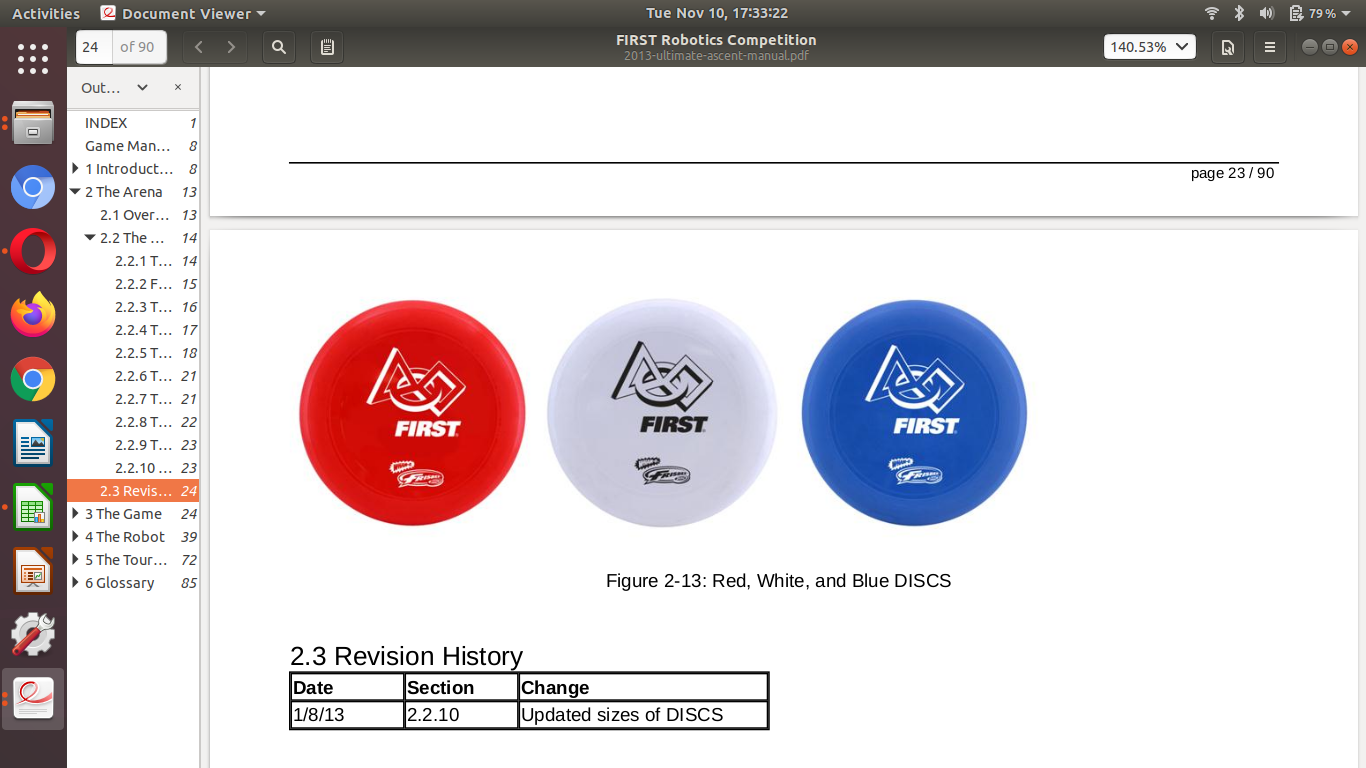 Activities Document Viewer Tue Nov 10, 17:33:22 79 %
24 of 90 FIRST Robotics Competition 140.53%
2013-ultimate-ascent-manual.pdf
Out…
INDEX 1
Game Man… 8
1 Introduct… 8
2 The Arena 13
2.1 Over… 13
2.2 The … 14
2.2.1 T… 14
2.2.2 F… 15
2.2.3 T… 16
2.2.4 T… 17
2.2.5 T… 18
2.2.6 T… 21
2.2.7 T… 21
2.2.8 T… 22
2.2.9 T… 23
2.2.10 … 23
2.3 Revis… 24
3 The Game 24
4 The Robot 39
5 The Tour… 72
6 Glossary 85
page 23 / 90
FIRST FIRST FIRST
FRISBEE FRISBEE FRISBEE
Figure 2-13: Red, White, and Blue DISCS
2.3 Revision History
Date Section Change
1/8/13 2.2.10 Updated sizes of DISCS